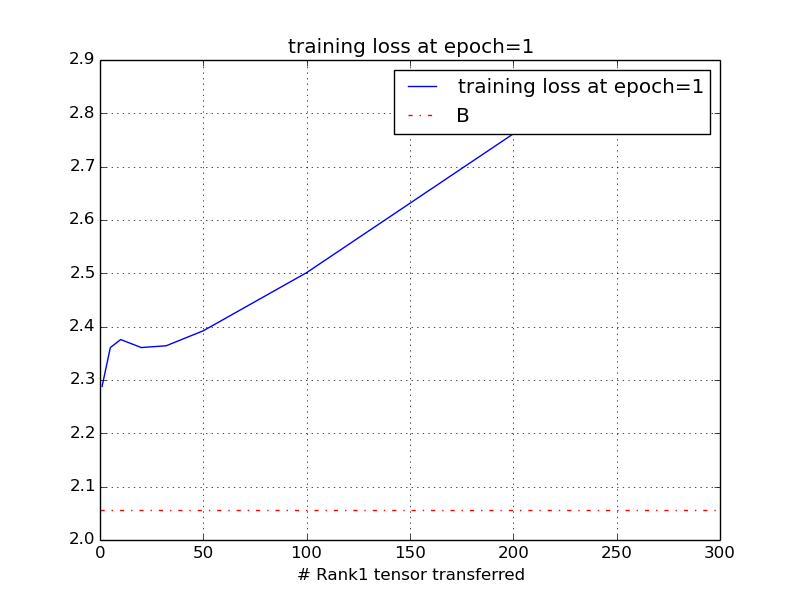 training loss at epoch=1
training loss at epoch=1
B
2.9
2.8
2.7
2.6
2.5
2.4
2.3
2.2
2.1
2.0
0 50 100 150 200 250 300
# Rank1 tensor transferred